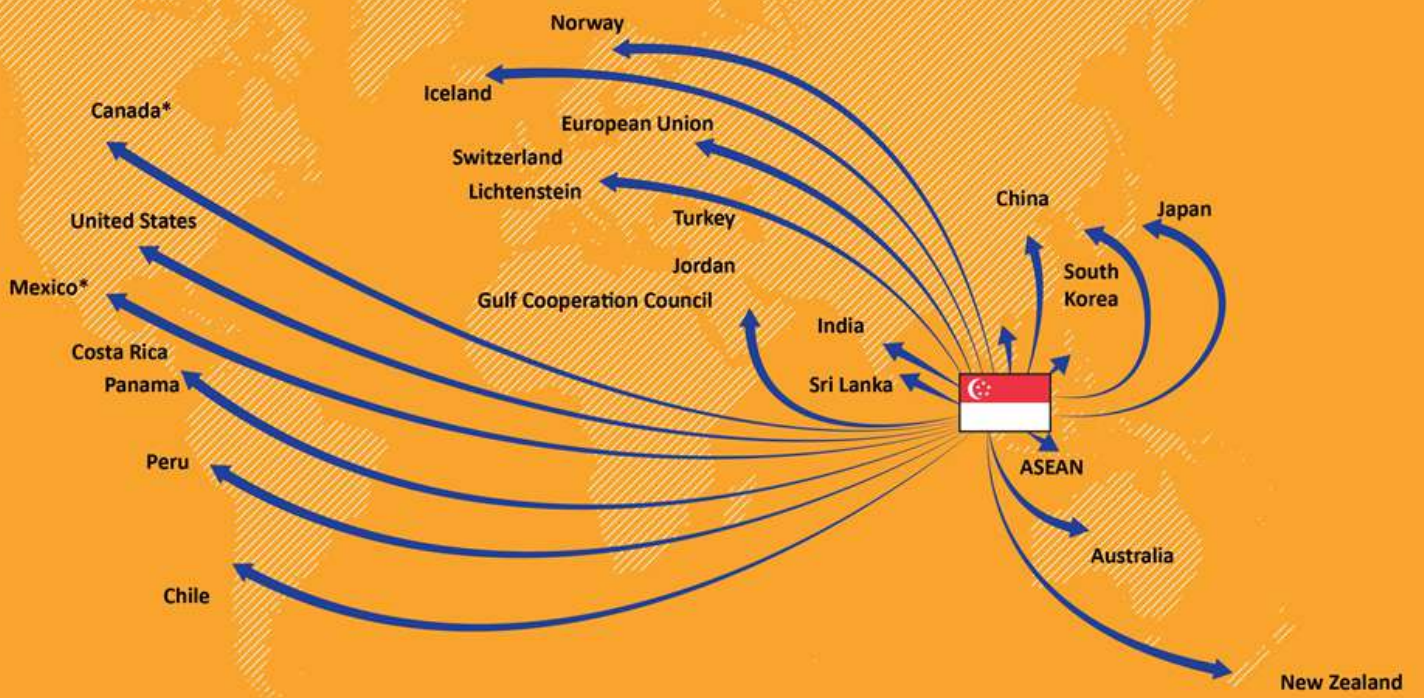 Norway
Iceland
Canada*
European Union
Switzerland
Lichtenstein
China
Japan
United States
Turkey
Jordan
South
Korea
Mexico*
Gulf Cooperation Council
India
Costa Rica
Panama
Sri Lanka
Peru
ASEAN
Australia
Chile
New Zealand